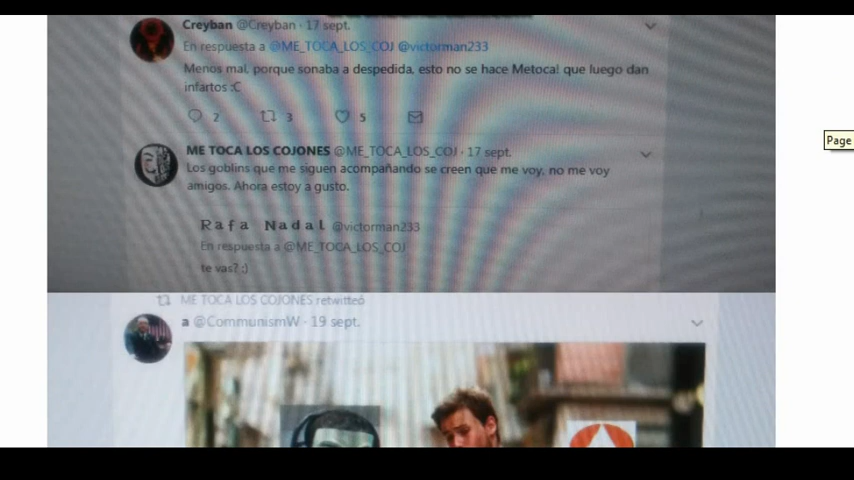 Creyban @Creyban · 17 sept.
En respuesta a @ME_TOCA_LOS_COJ @victorman233
Menos mal, porque sonaba a despedida, esto no se hace Metoca! que luego dan
infartos :C
2 3 5
ME TOCA LOS COJONES @ME_TOCA_LOS_COJ · 17 sept.
Los goblins que me siguen acompañando se creen que me voy, no me voy
amigos. Ahora estoy a gusto.
Rafa Nadal @victorman233
En respuesta a @ME_TOCA_LOS_COJ
te vas? :)
ME TOCA LOS COJONES retwitteó
a @CommunismW · 19 sept.
Page